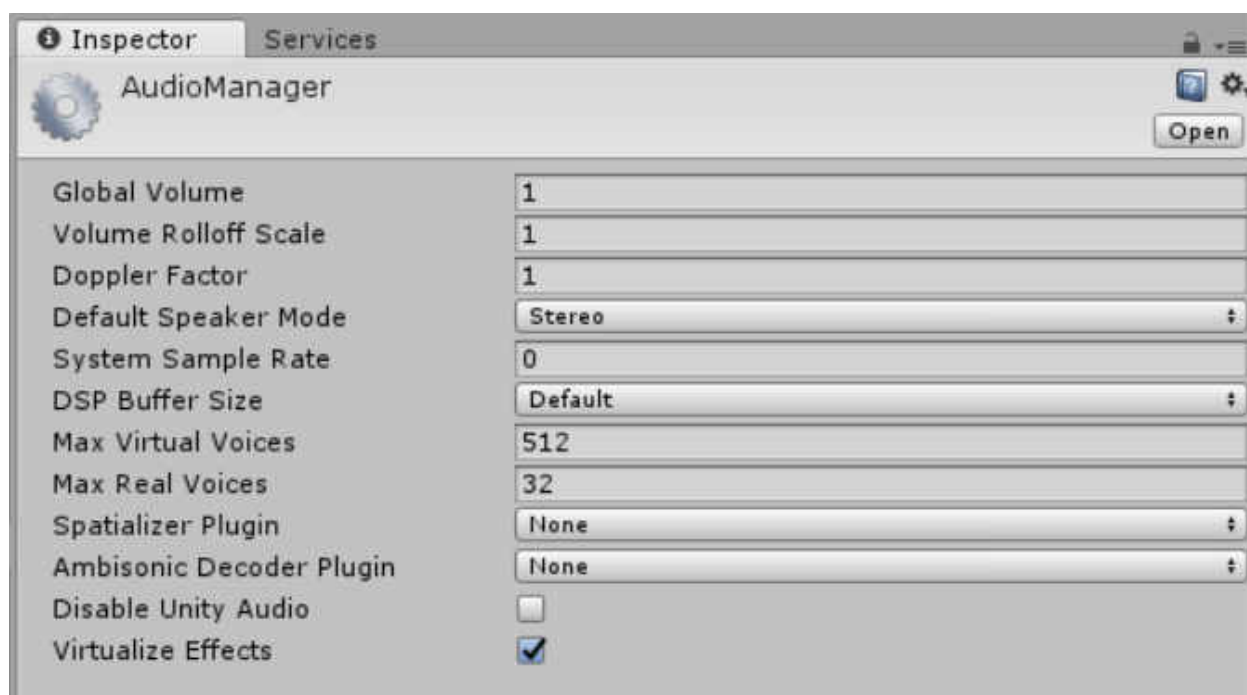 Inspector Services
AudioManager
Open
Global Volume 1
Volume Rolloff Scale 1
Doppler Factor 1
Default Speaker Mode Stereo
System Sample Rate 0
DSP Buffer Size Default
Max Virtual Voices 512
Max Real Voices 32
Spatializer Plugin None
Ambisonic Decoder Plugin None
Disable Unity Audio
Virtualize Effects